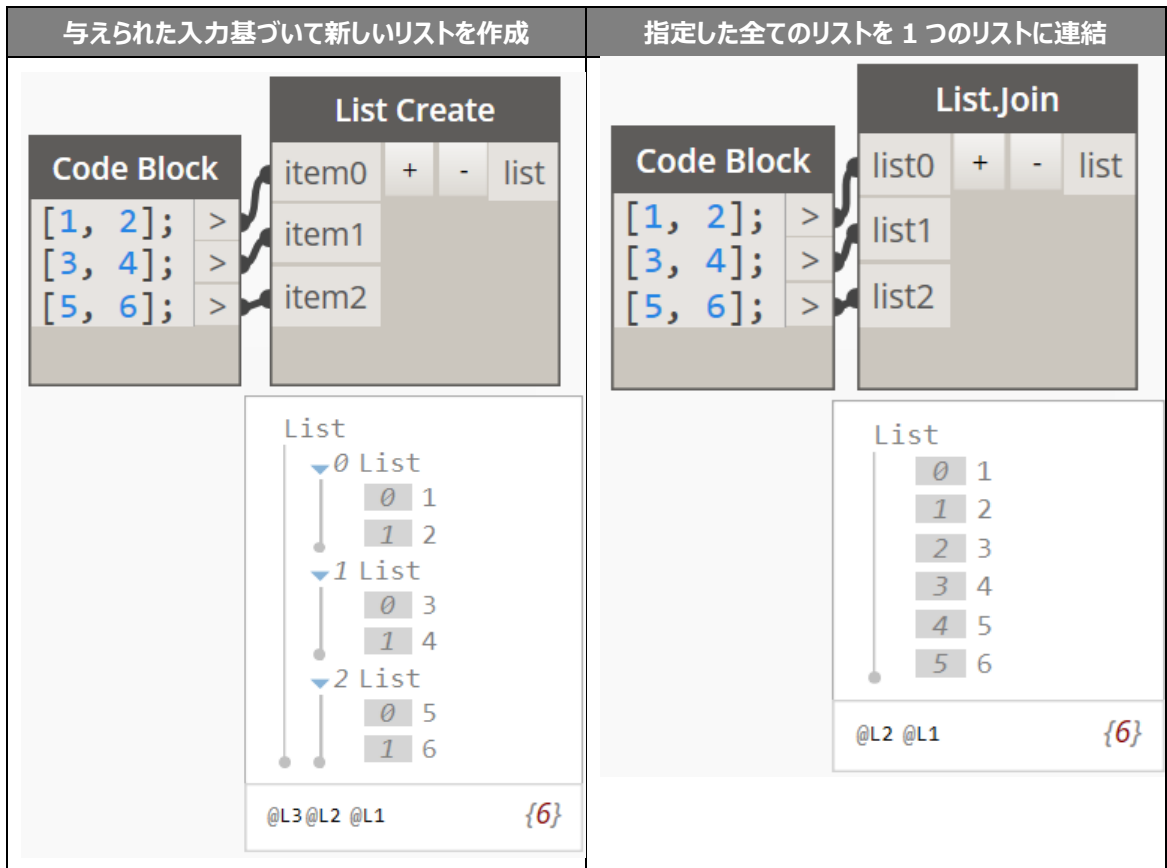 与えられた入力基づいて新しいリストを作成
List Create
Code Block
item0 + - list
[1, 2]; >
item1
[3, 4]; >
item2
[5, 6]; >
List
0 List
0 1
1 2
1 List
0 3
1 4
2 List
0 5
1 6
@L3 @L2 @L1 {6}
指定した全てのリストを 1 つのリストに連結
List.Join
Code Block
list0 + - list
[1, 2]; >
list1
[3, 4]; >
list2
[5, 6]; >
List
0 1
1 2
2 3
3 4
4 5
5 6
@L2 @L1 {6}